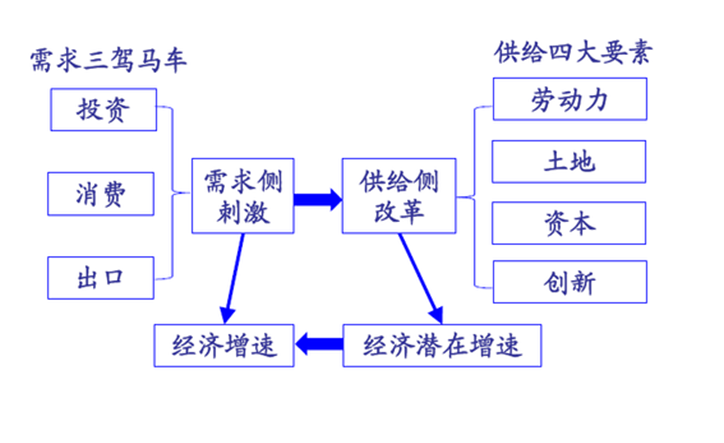 需求三驾马车
供给四大要素
投资
消费
出口
需求侧
刺激
供给侧
改革
劳动力
土地
资本
创新
经济增速
经济潜在增速